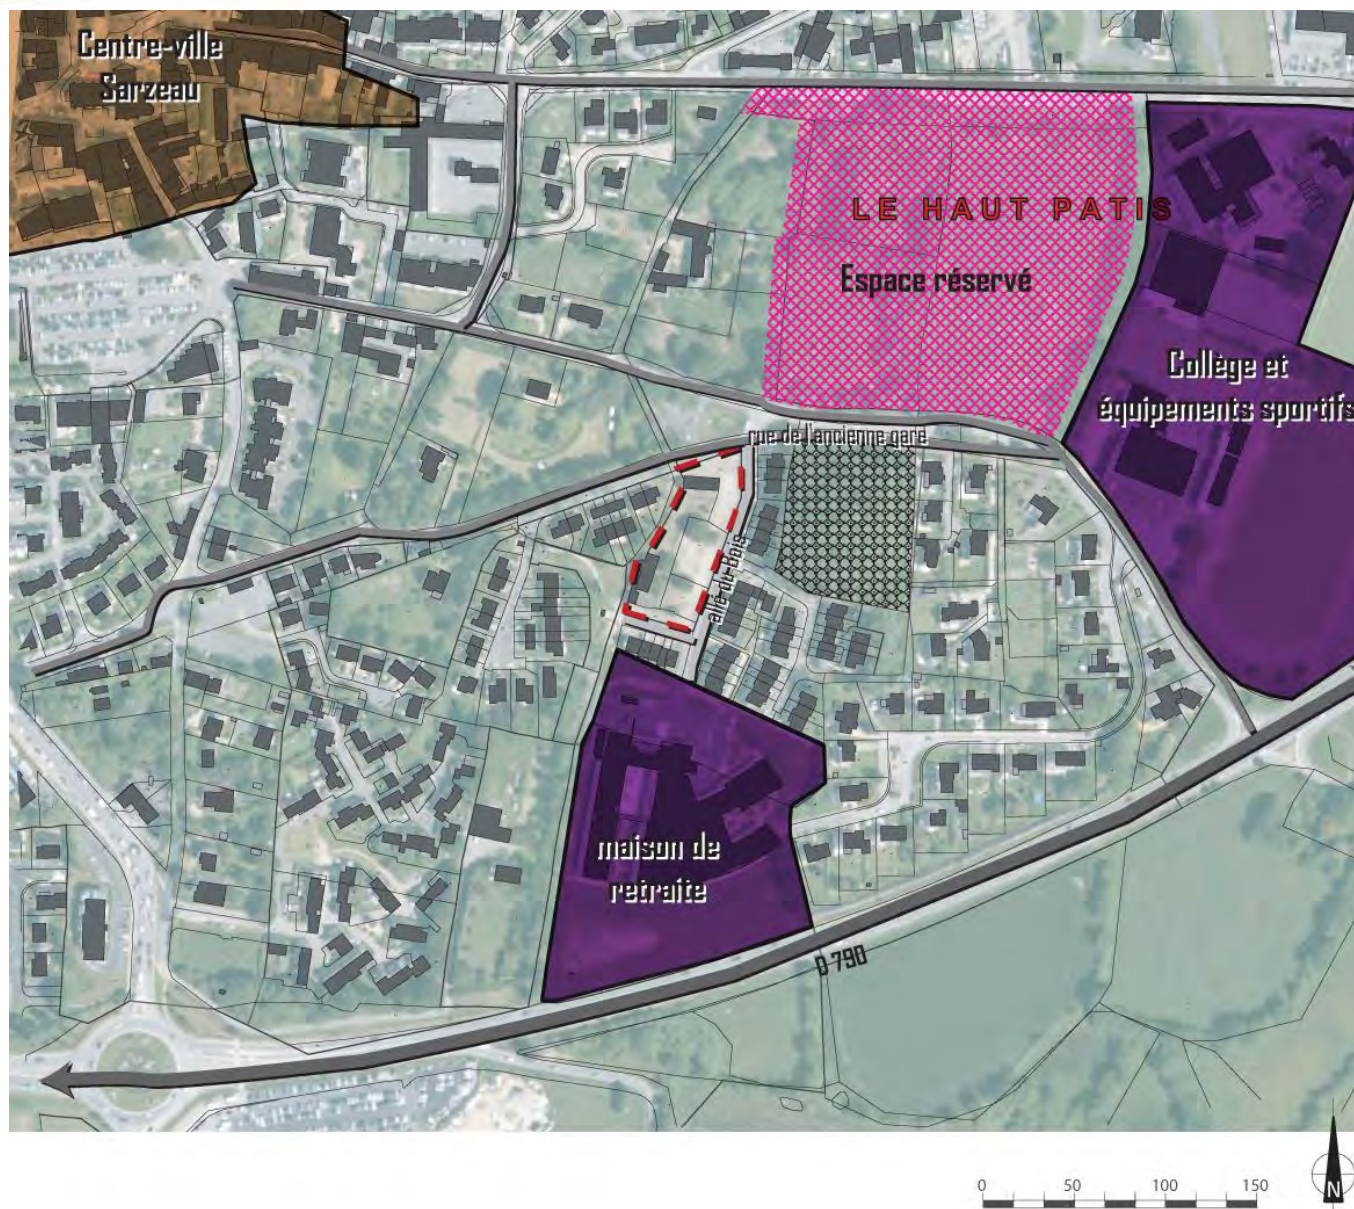 Centre-ville
Sarzeau
LE HAUT PATIS
Espace réservé
Collège et
équipements sportifs
rue de l'ancienne gare
allé du Bois
maison de
retraite
D 790
0 50 100 150
N